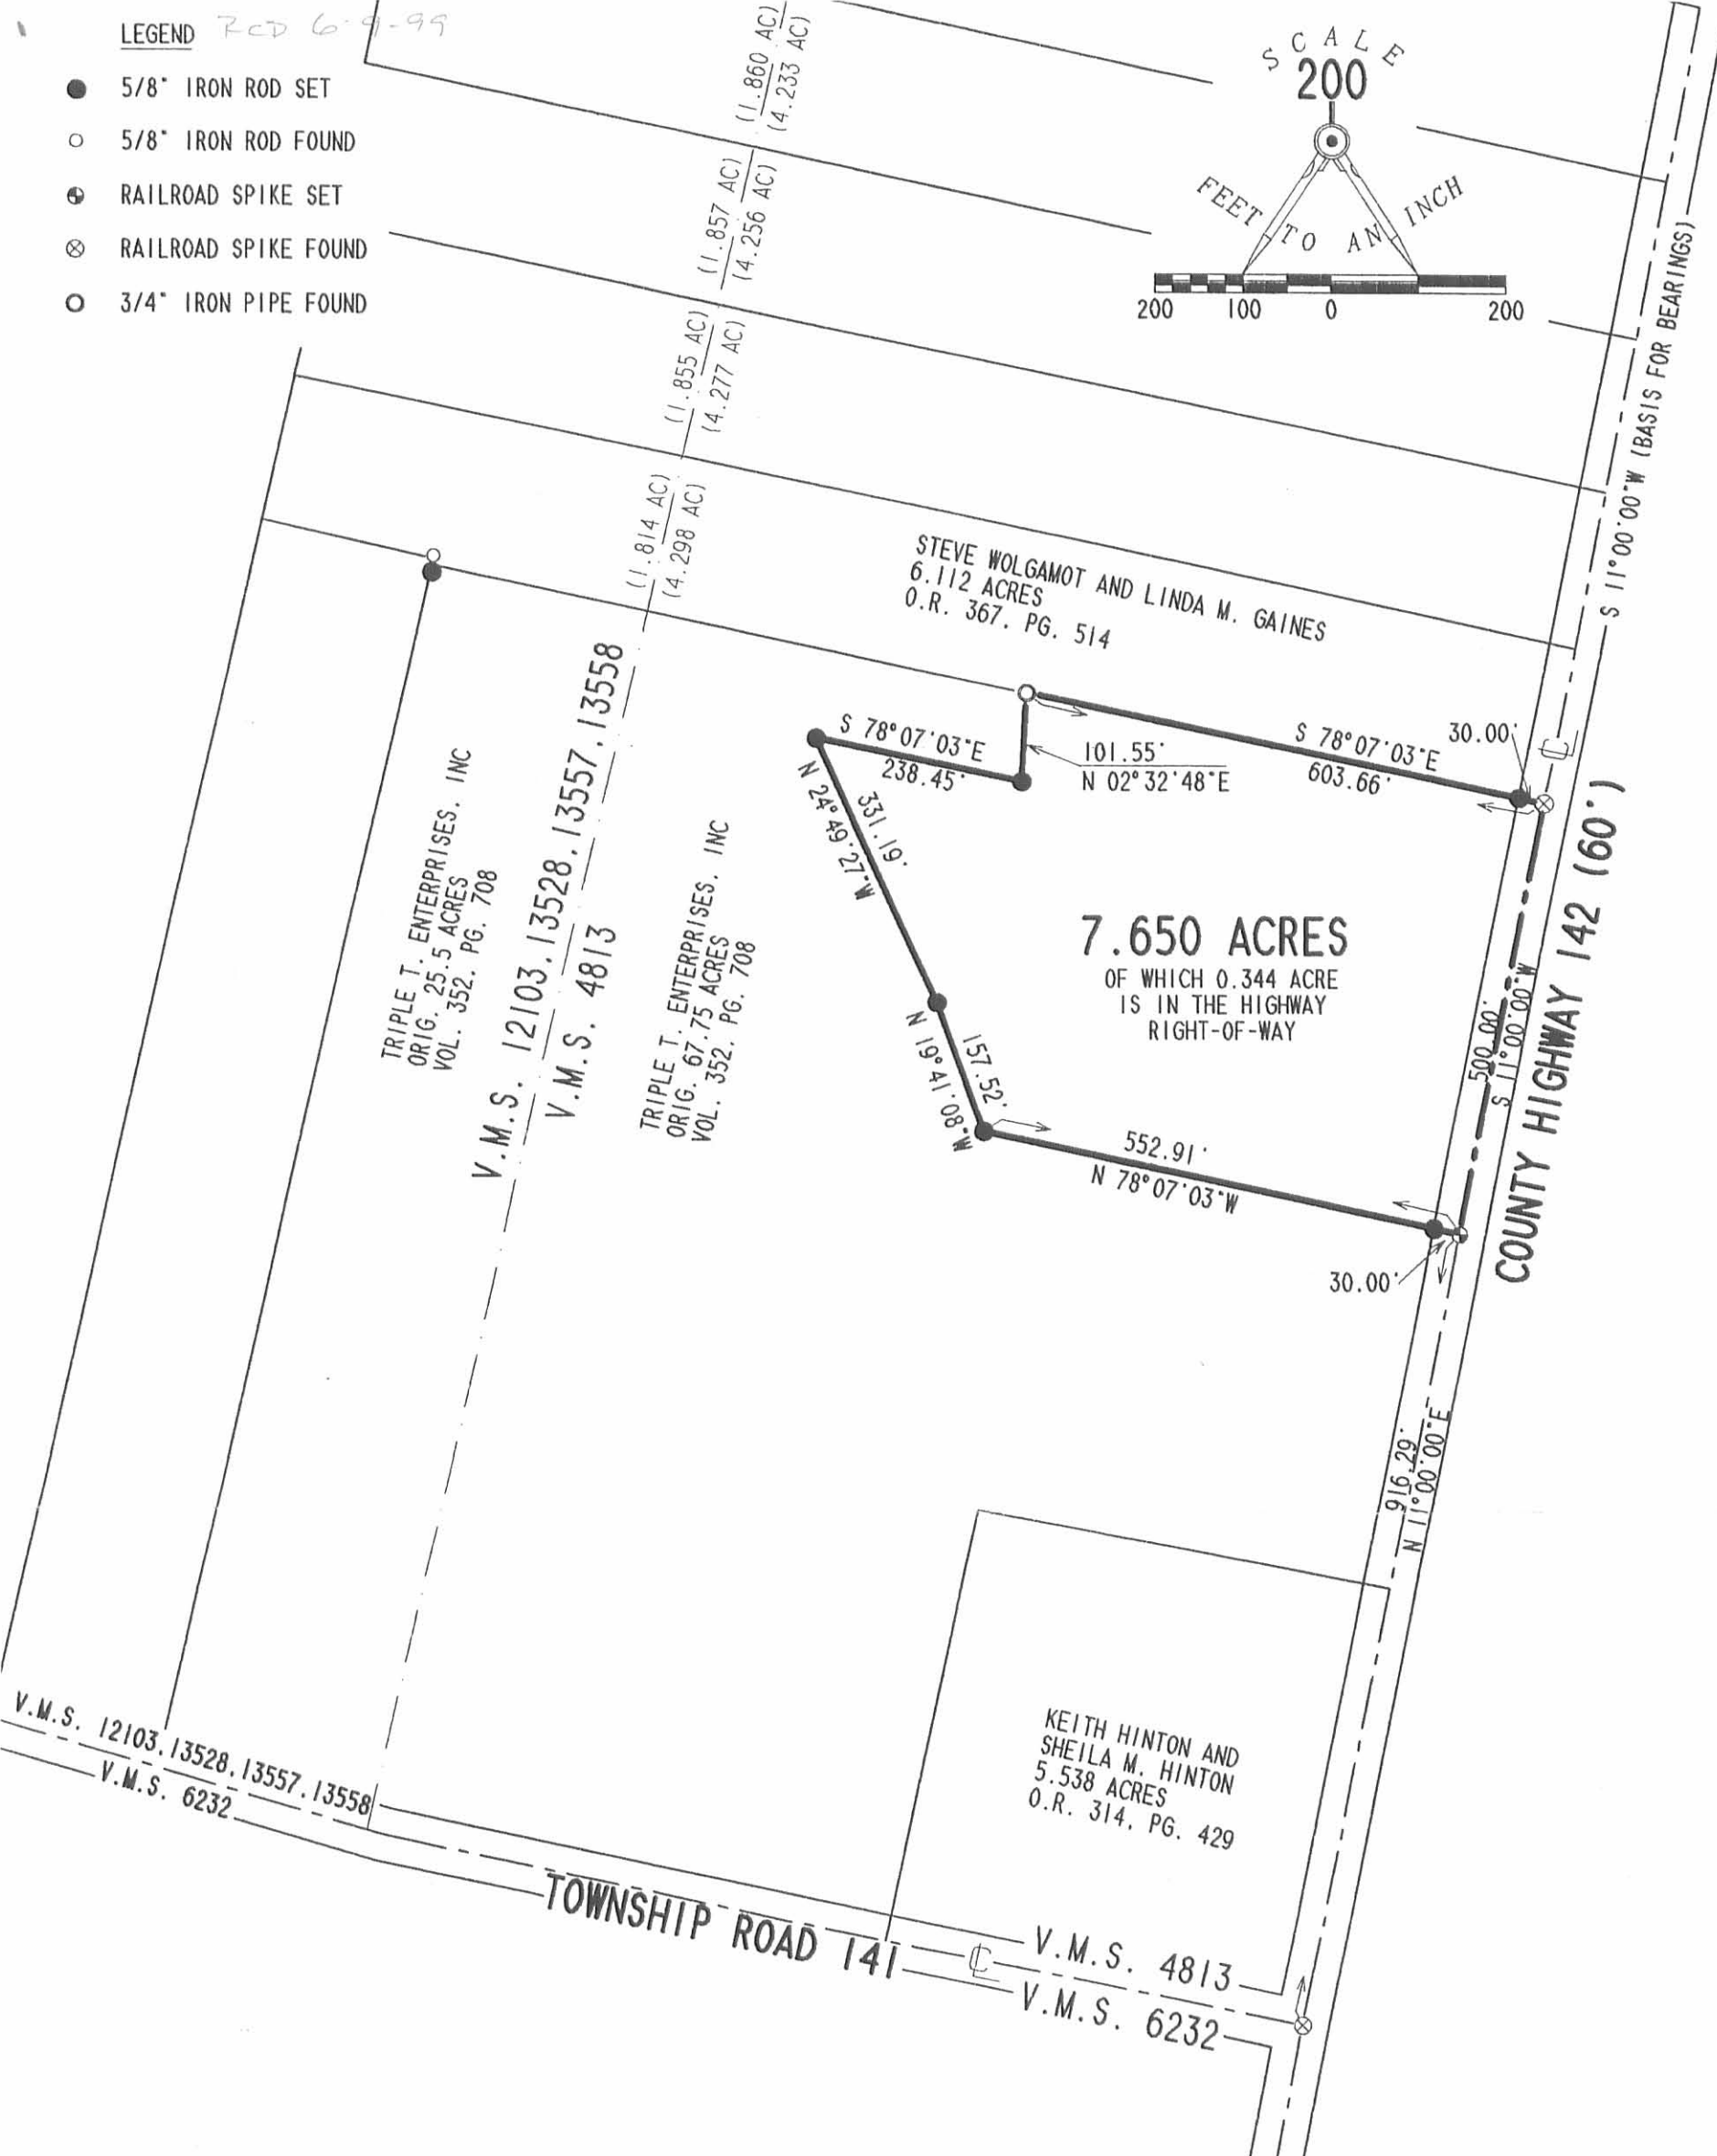 LEGEND RCD 6-9-99
5/8" IRON ROD SET
5/8" IRON ROD FOUND
RAILROAD SPIKE SET
RAILROAD SPIKE FOUND
3/4" IRON PIPE FOUND
(1.860 AC)
(4.233 AC)
(1.857 AC)
(4.256 AC)
(1.855 AC)
(4.277 AC)
(1.814 AC)
(4.298 AC)
SCALE
200
FEET TO AN INCH
200 100 0 200
S 11°00'00"W (BASIS FOR BEARINGS)
STEVE WOLGAMOT AND LINDA M. GAINES
6.112 ACRES
O.R. 367, PG. 514
S 78°07'03"E
238.45'
101.55'
N 02°32'48"E
S 78°07'03"E
603.66'
30.00'
℄
331.19'
N 24°49'27"W
157.52'
N 19°41'08"W
7.650 ACRES
OF WHICH 0.344 ACRE
IS IN THE HIGHWAY
RIGHT-OF-WAY
500.00'
S 11°00'00"W
COUNTY HIGHWAY 142 (60')
552.91'
N 78°07'03"W
30.00'
916.29'
N 11°00'00"E
TRIPLE T. ENTERPRISES, INC
ORIG. 25.5 ACRES
VOL. 352, PG. 708
V.M.S. 12103,13528,13557,13558
V.M.S. 4813
TRIPLE T. ENTERPRISES, INC
ORIG. 67.75 ACRES
VOL. 352, PG. 708
KEITH HINTON AND
SHEILA M. HINTON
5.538 ACRES
O.R. 314, PG. 429
V.M.S. 12103,13528,13557,13558
V.M.S. 6232
TOWNSHIP ROAD 141
℄
V.M.S. 4813
V.M.S. 6232